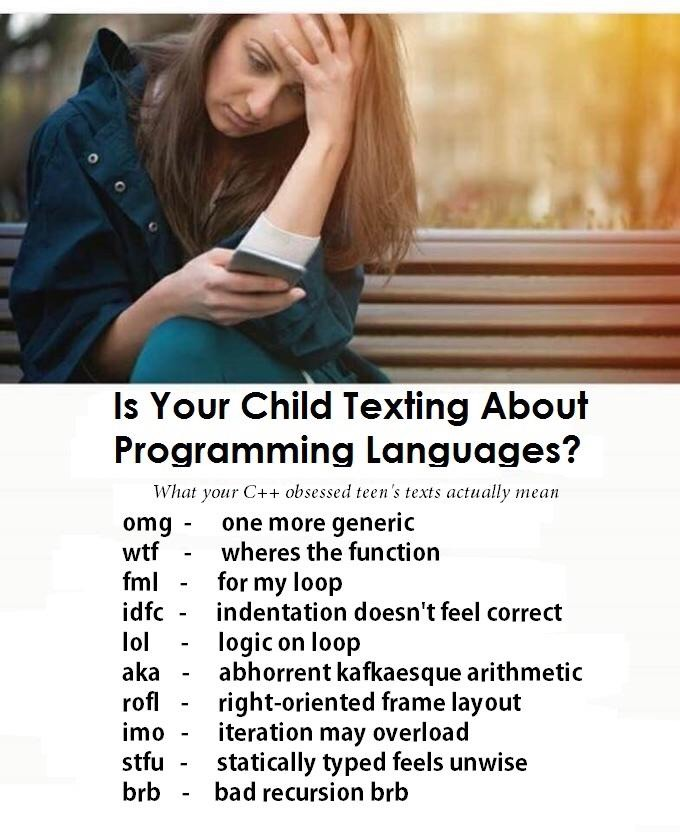 Is Your Child Texting About
Programming Languages?
What your C++ obsessed teen's texts actually mean
omg - one more generic
wtf - wheres the function
fml - for my loop
idfc - indentation doesn't feel correct
lol - logic on loop
aka - abhorrent kafkaesque arithmetic
rofl - right-oriented frame layout
imo - iteration may overload
stfu - statically typed feels unwise
brb - bad recursion brb